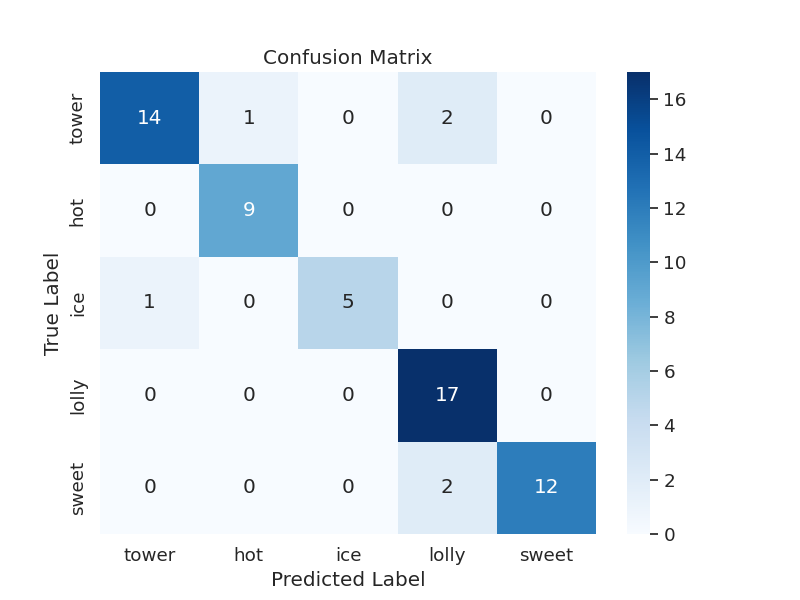 Confusion Matrix
tower 14 1 0 2 0
hot 0 9 0 0 0
ice 1 0 5 0 0
lolly 0 0 0 17 0
sweet 0 0 0 2 12
tower hot ice lolly sweet
Predicted Label
True Label
16
14
12
10
8
6
4
2
0